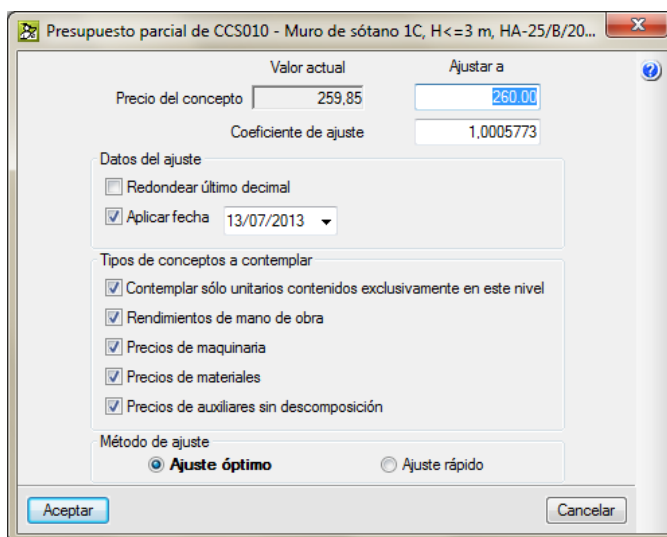 Presupuesto parcial de CCS010 - Muro de sótano 1C, H<=3 m, HA-25/B/20...
Valor actual Ajustar a
Precio del concepto 259,85 260.00
Coeficiente de ajuste 1,0005773
Datos del ajuste
Redondear último decimal
Aplicar fecha 13/07/2013
Tipos de conceptos a contemplar
Contemplar sólo unitarios contenidos exclusivamente en este nivel
Rendimientos de mano de obra
Precios de maquinaria
Precios de materiales
Precios de auxiliares sin descomposición
Método de ajuste
Ajuste óptimo Ajuste rápido
Aceptar Cancelar